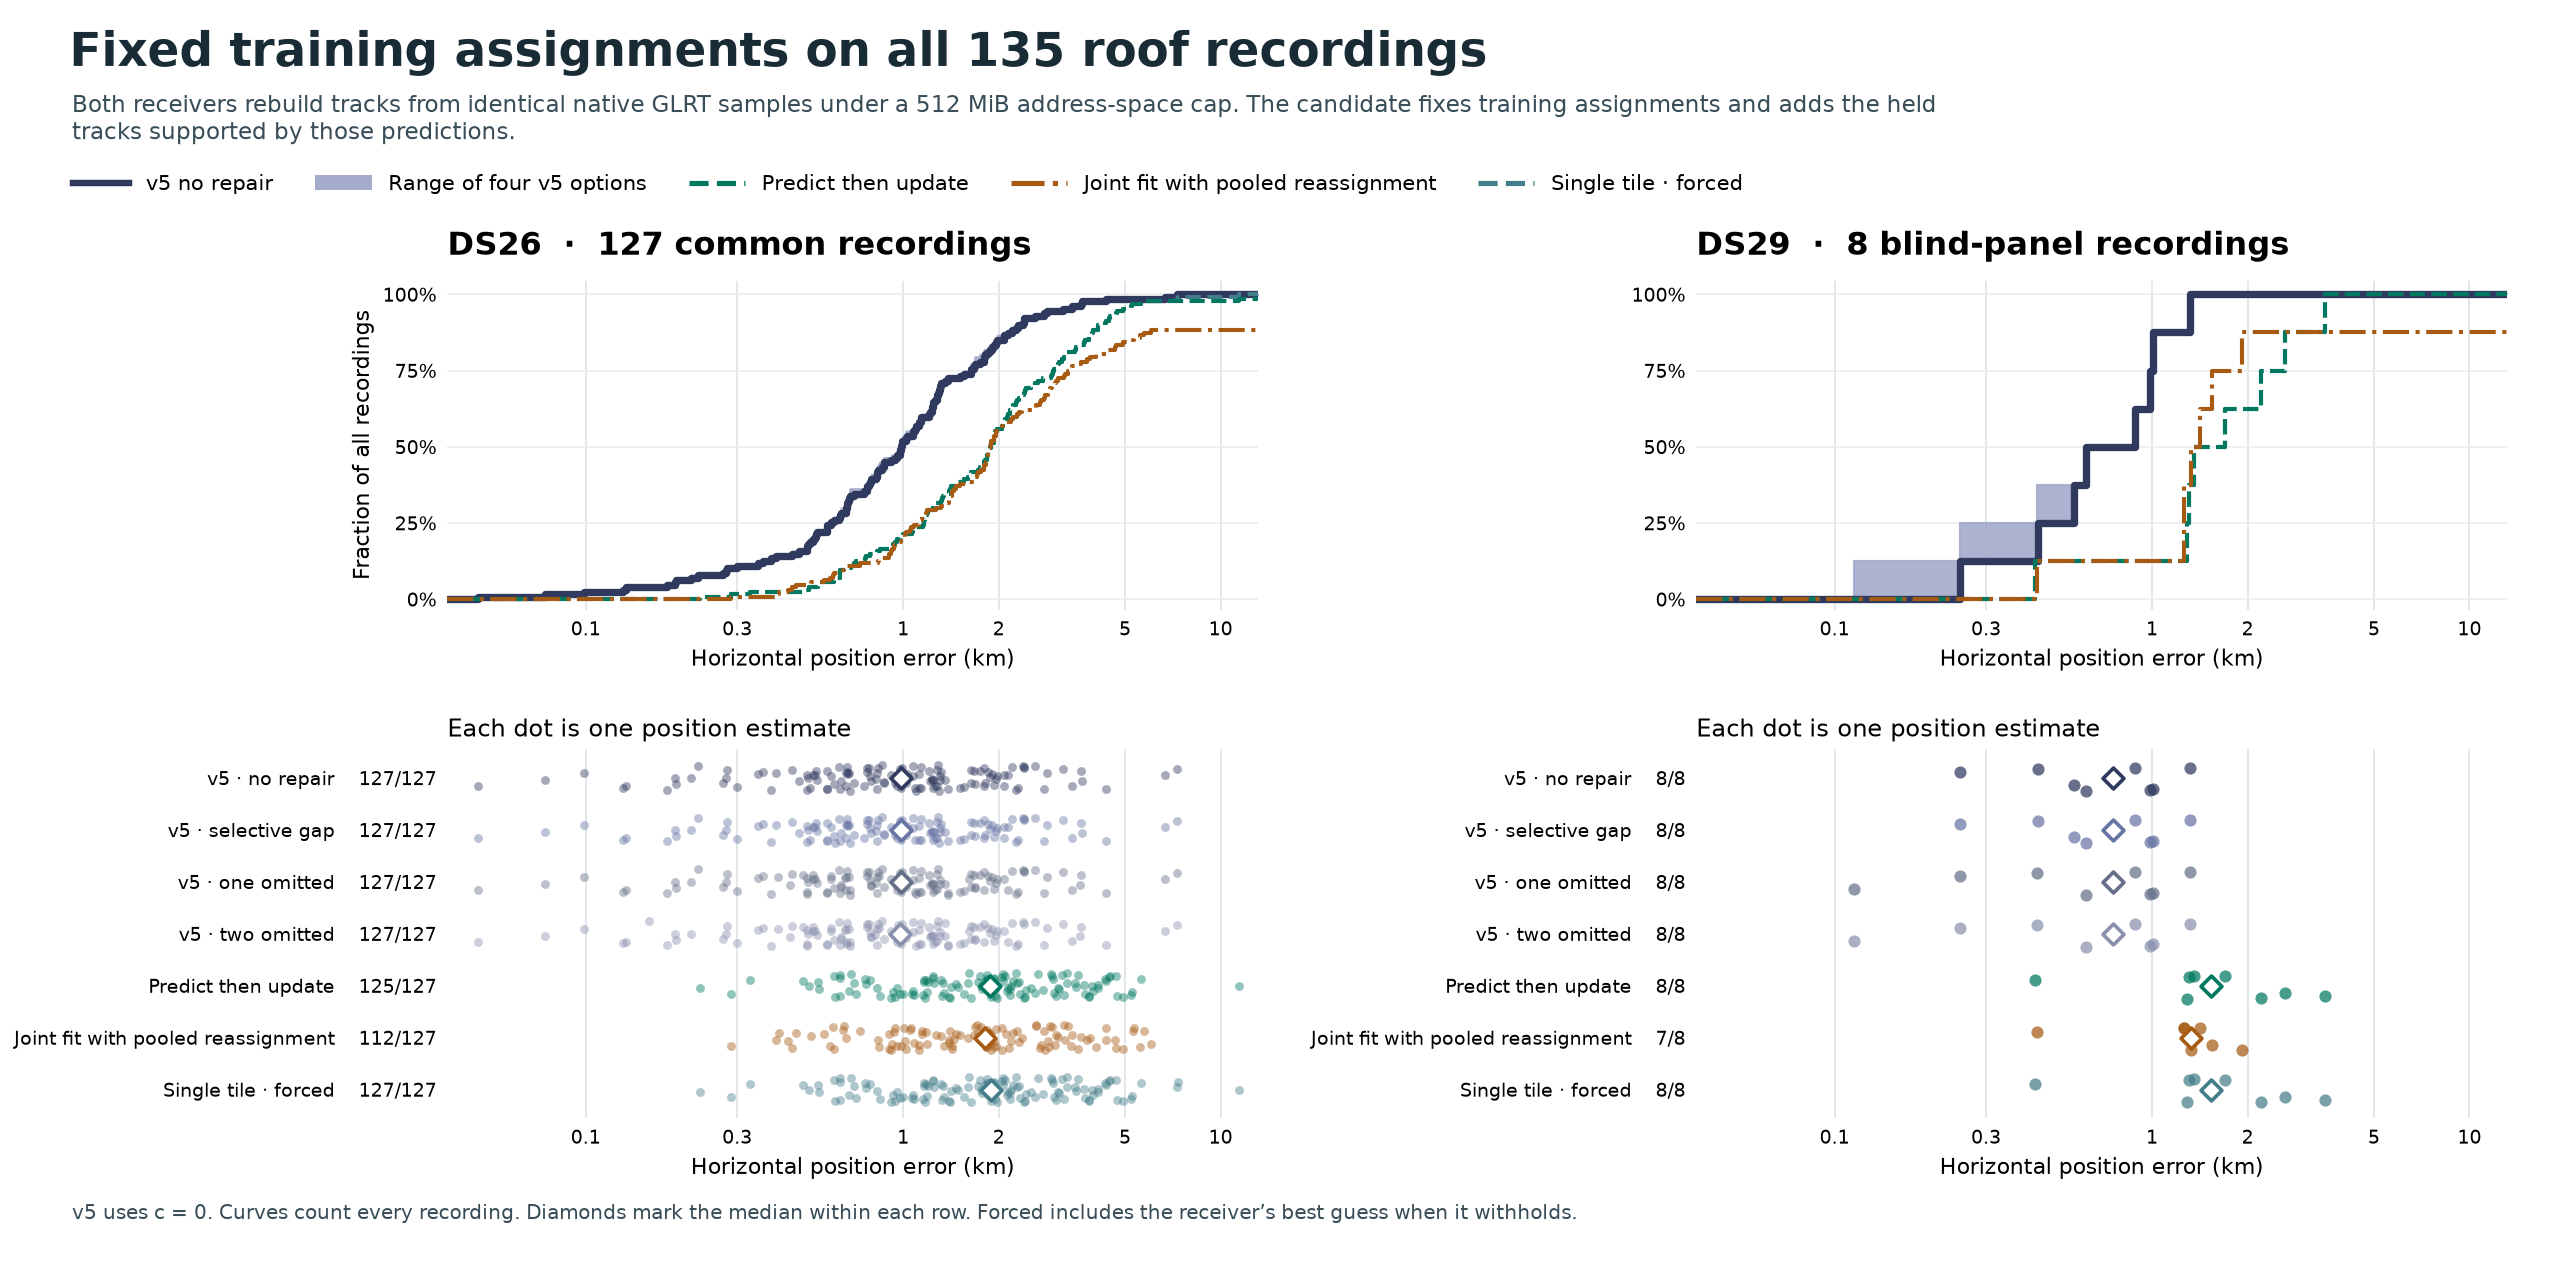 Fixed training assignments on all 135 roof recordings
Both receivers rebuild tracks from identical native GLRT samples under a 512 MiB address-space cap. The candidate fixes training assignments and adds the held
tracks supported by those predictions.
v5 no repair
Range of four v5 options
Predict then update
Joint fit with pooled reassignment
Single tile · forced
DS26 · 127 common recordings
Fraction of all recordings
100%
75%
50%
25%
0%
0.1 0.3 1 2 5 10
Horizontal position error (km)
DS29 · 8 blind-panel recordings
100%
75%
50%
25%
0%
0.1 0.3 1 2 5 10
Horizontal position error (km)
Each dot is one position estimate
v5 · no repair 127/127
v5 · selective gap 127/127
v5 · one omitted 127/127
v5 · two omitted 127/127
Predict then update 125/127
Joint fit with pooled reassignment 112/127
Single tile · forced 127/127
0.1 0.3 1 2 5 10
Horizontal position error (km)
Each dot is one position estimate
v5 · no repair 8/8
v5 · selective gap 8/8
v5 · one omitted 8/8
v5 · two omitted 8/8
Predict then update 8/8
Joint fit with pooled reassignment 7/8
Single tile · forced 8/8
0.1 0.3 1 2 5 10
Horizontal position error (km)
v5 uses c = 0. Curves count every recording. Diamonds mark the median within each row. Forced includes the receiver’s best guess when it withholds.